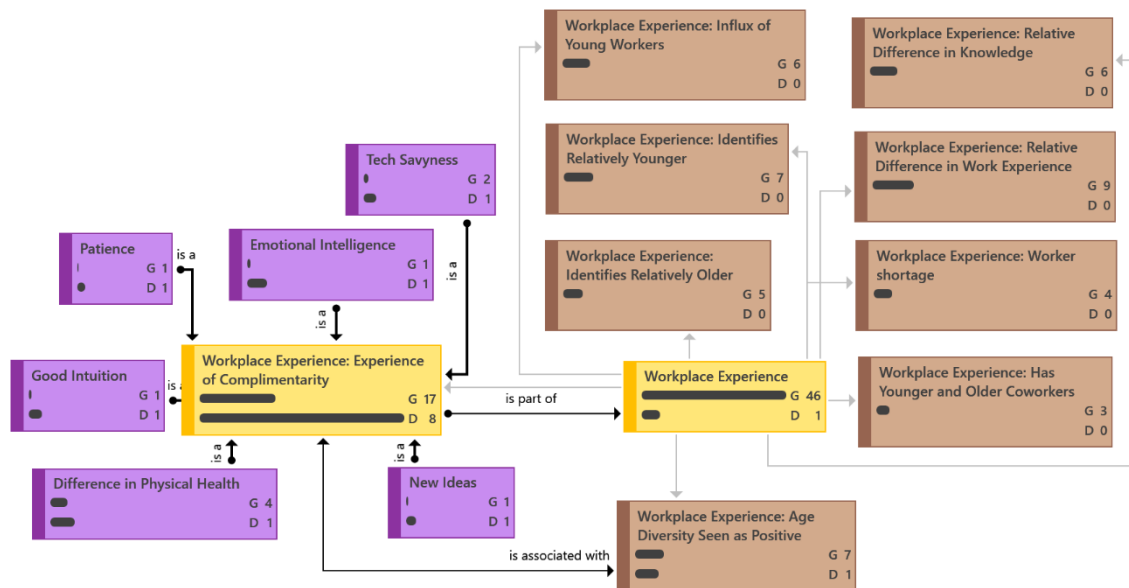 Workplace Experience: Influx of
Young Workers
G 6
D 0
Workplace Experience: Relative
Difference in Knowledge
G 6
D 0
Workplace Experience: Identifies
Relatively Younger
G 7
D 0
Workplace Experience: Relative
Difference in Work Experience
G 9
D 0
Tech Savyness
G 2
D 1
is a
Patience
G 1
D 1
is a
Emotional Intelligence
G 1
D 1
is a
Workplace Experience:
Identifies Relatively Older
G 5
D 0
Workplace Experience: Worker
shortage
G 4
D 0
Good Intuition
G 1
D 1
is a
Workplace Experience: Experience
of Complimentarity
G 17
D 8
is part of
Workplace Experience
G 46
D 1
Workplace Experience: Has
Younger and Older Coworkers
G 3
D 0
is a
Difference in Physical Health
G 4
D 1
is a
New Ideas
G 1
D 1
is associated with
Workplace Experience: Age
Diversity Seen as Positive
G 7
D 1